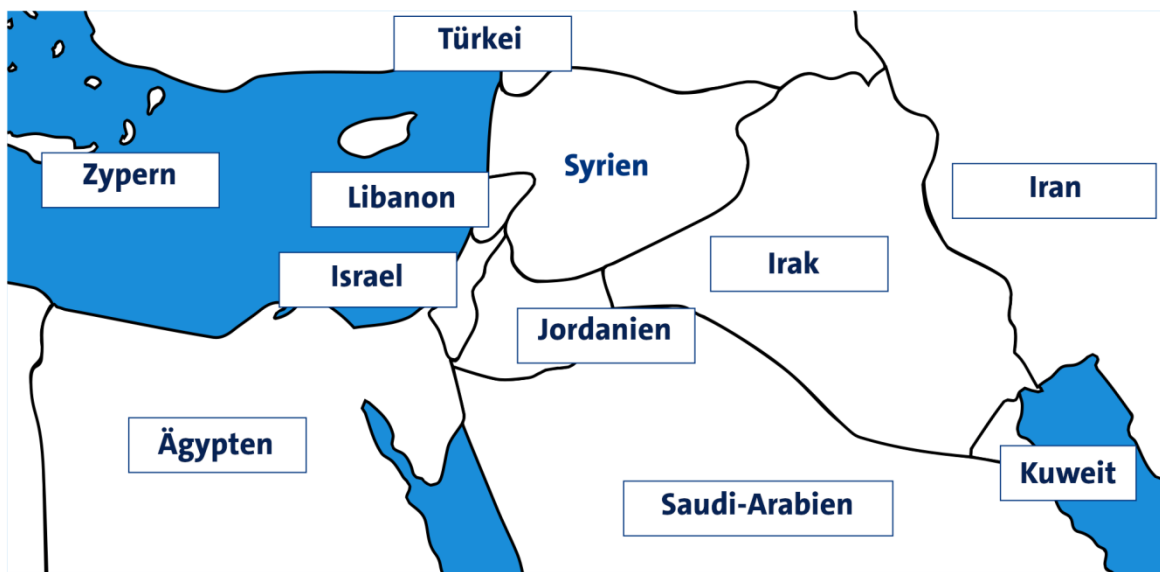 Türkei
Zypern
Syrien
Libanon
Iran
Israel
Irak
Jordanien
Ägypten
Kuweit
Saudi-Arabien